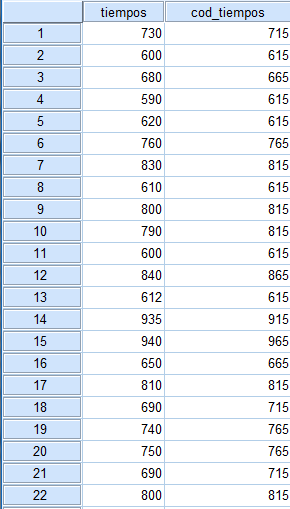 tiempos cod_tiempos
1 730 715
2 600 615
3 680 665
4 590 615
5 620 615
6 760 765
7 830 815
8 610 615
9 800 815
10 790 815
11 600 615
12 840 865
13 612 615
14 935 915
15 940 965
16 650 665
17 810 815
18 690 715
19 740 765
20 750 765
21 690 715
22 800 815